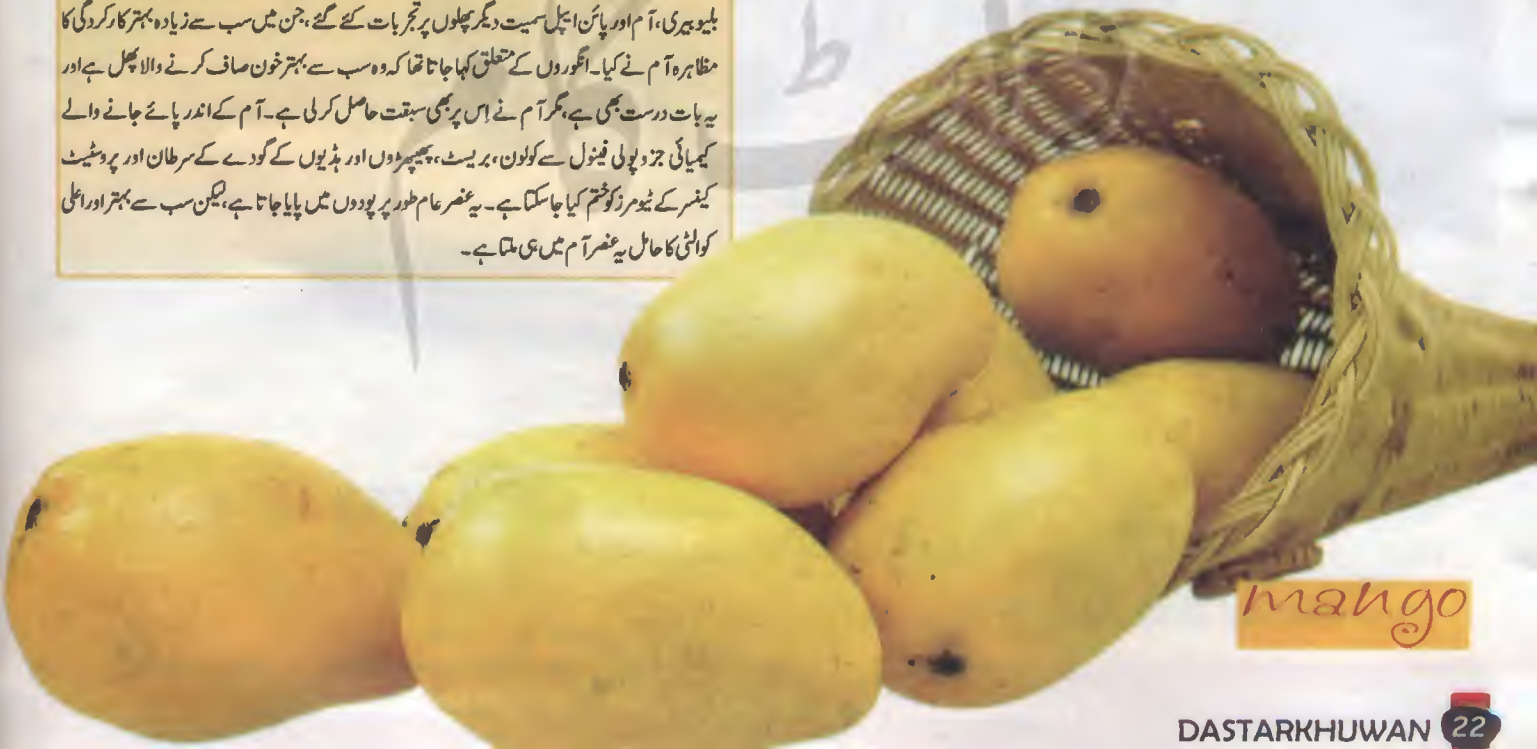 بلیو بیری، آم اور پائن ایپل سمیت دیگر پھلوں پر تجربات کئے گئے، جن میں سب سے زیادہ بہتر کارکردگی کا
مظاہرہ آم نے کیا۔ انگوروں کے متعلق کہا جاتا تھا کہ وہ سب سے بہتر خون صاف کرنے والا پھل ہے اور
یہ بات درست بھی ہے، مگر آم نے اِس پر بھی سبقت حاصل کر لی ہے۔ آم کے اندر پائے جانے والے
کیمیائی جزو پولی فینول سے کولون، بریسٹ، پھیپھڑوں اور ہڈیوں کے گودے کے سرطان اور پروسٹیٹ
کینسر کے ٹیومرز کو ختم کیا جا سکتا ہے۔ یہ عنصر عام طور پر پودوں میں پایا جاتا ہے، لیکن سب سے بہتر اور اعلی
کوالٹی کا حامل یہ عنصر آم میں ہی ملتا ہے۔
mango
DASTARKHUWAN 22